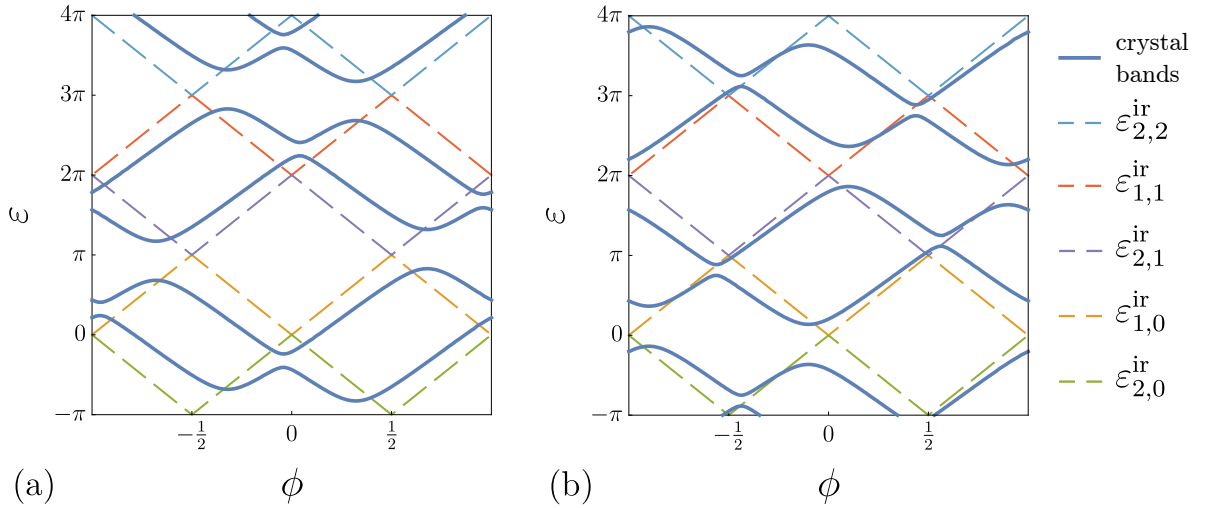 4π
3π
2π
π
0
−π
ε
−1/2
0
1/2
ϕ
(a)
4π
3π
2π
π
0
−π
ε
−1/2
0
1/2
ϕ
(b)
crystal
bands
ε^ir_2,2
ε^ir_1,1
ε^ir_2,1
ε^ir_1,0
ε^ir_2,0